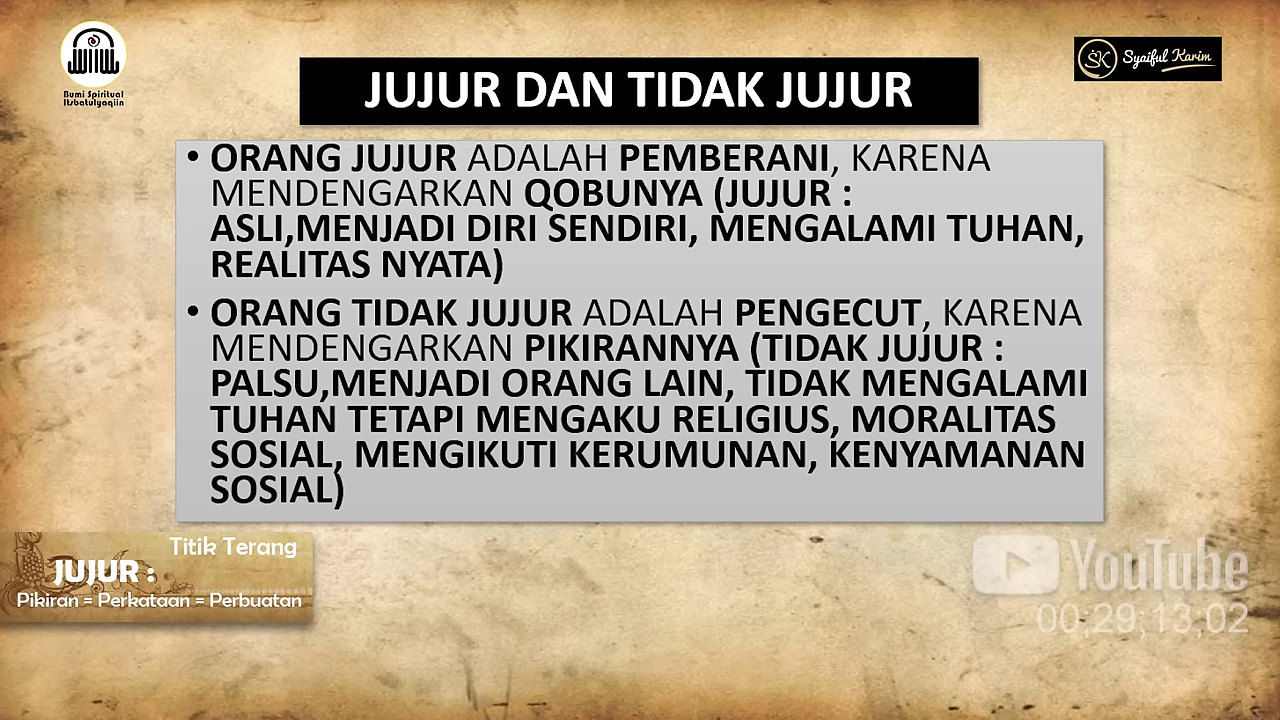 Bumi Spiritual
Itsbatulyaqiin
SK Syaiful Karim
JUJUR DAN TIDAK JUJUR
• ORANG JUJUR ADALAH PEMBERANI, KARENA
MENDENGARKAN QOBUNYA (JUJUR :
ASLI,MENJADI DIRI SENDIRI, MENGALAMI TUHAN,
REALITAS NYATA)
• ORANG TIDAK JUJUR ADALAH PENGECUT, KARENA
MENDENGARKAN PIKIRANNYA (TIDAK JUJUR :
PALSU,MENJADI ORANG LAIN, TIDAK MENGALAMI
TUHAN TETAPI MENGAKU RELIGIUS, MORALITAS
SOSIAL, MENGIKUTI KERUMUNAN, KENYAMANAN
SOSIAL)
Titik Terang
JUJUR :
Pikiran = Perkataan = Perbuatan
YouTube
00;29;13,02